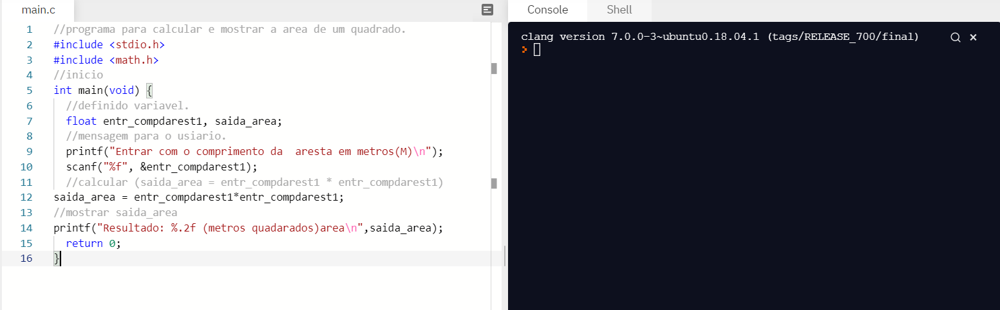 main.c
1 //programa para calcular e mostrar a area de um quadrado.
2 #include <stdio.h>
3 #include <math.h>
4 //inicio
5 int main(void) {
6   //definido variavel.
7   float entr_compdarest1, saida_area;
8   //mensagem para o usiario.
9   printf("Entrar com o comprimento da  aresta em metros(M)\n");
10   scanf("%f", &entr_compdarest1);
11   //calcular (saida_area = entr_compdarest1 * entr_compdarest1)
12 saida_area = entr_compdarest1*entr_compdarest1;
13 //mostrar saida_area
14 printf("Resultado: %.2f (metros quadarados)area\n",saida_area);
15   return 0;
16 }
Console Shell
clang version 7.0.0-3~ubuntu0.18.04.1 (tags/RELEASE_700/final)